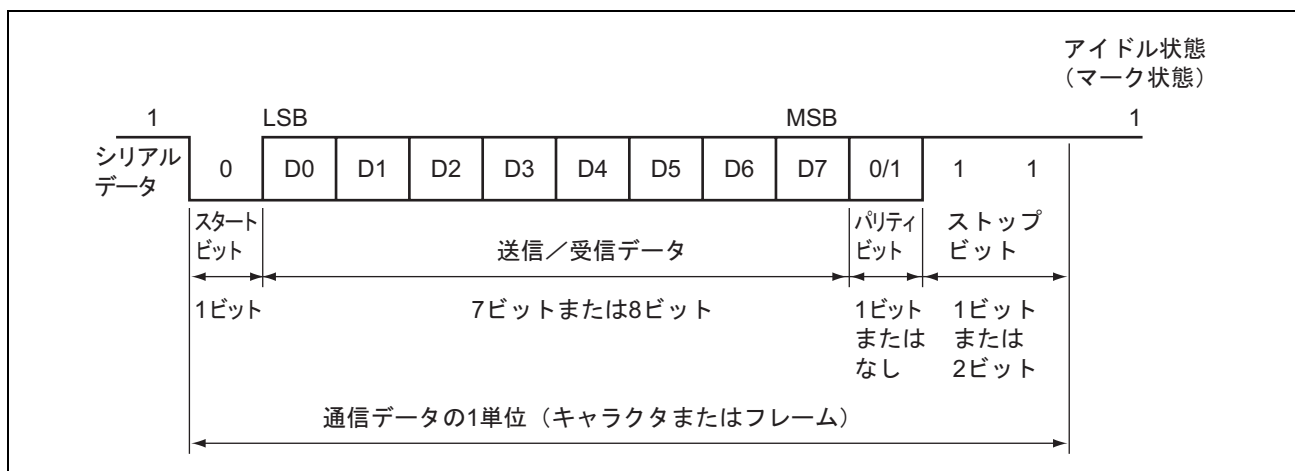 アイドル状態
（マーク状態）
1 LSB MSB 1
シリアル
データ
0 D0 D1 D2 D3 D4 D5 D6 D7 0/1 1 1
スタート
ビット
送信／受信データ
パリティ
ビット
ストップ
ビット
1ビット
7ビットまたは8ビット
1ビット
または
なし
1ビット
または
2ビット
通信データの1単位（キャラクタまたはフレーム）